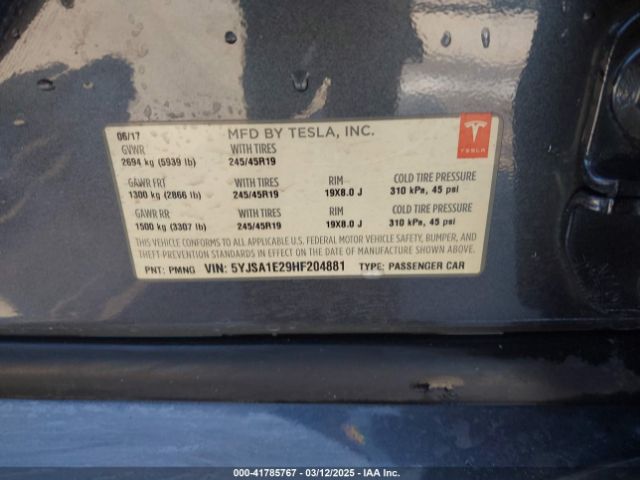 06/17 MFD BY TESLA, INC.
GVWR WITH TIRES
2694 kg (5939 lb) 245/45R19
TESLA
GAWR FRT WITH TIRES RIM COLD TIRE PRESSURE
1300 kg (2866 lb) 245/45R19 19X8.0 J 310 kPa, 45 psi
GAWR RR WITH TIRES RIM COLD TIRE PRESSURE
1500 kg (3307 lb) 245/45R19 19X8.0 J 310 kPa, 45 psi
THIS VEHICLE CONFORMS TO ALL APPLICABLE U.S. FEDERAL MOTOR VEHICLE SAFETY, BUMPER, AND
THEFT-PREVENTION STANDARDS IN EFFECT ON THE DATE OF MANUFACTURE SHOWN ABOVE.
PNT: PMNG VIN: 5YJSA1E29HF204881 TYPE: PASSENGER CAR
000-41785767 - 03/12/2025 - IAA Inc.